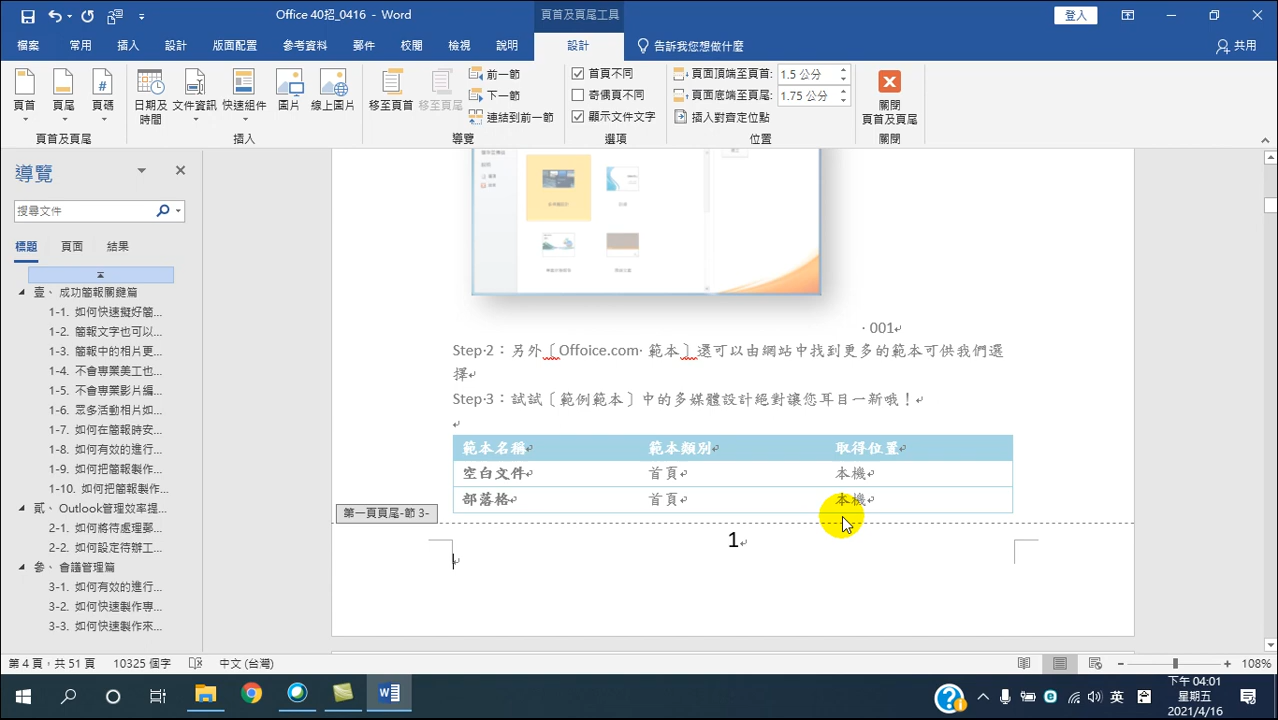 Office 40招_0416 - Word
頁首及頁尾工具
登入
檔案 常用 插入 設計 版面配置 參考資料 郵件 校閱 檢視 說明 設計 告訴我您想做什麼 共用
頁首 頁尾 頁碼 日期及時間 文件資訊 快速組件 圖片 線上圖片 移至頁首 移至頁尾
前一節
下一節
連結到前一節
首頁不同
奇偶頁不同
顯示文件文字
頁面頂端至頁首: 1.5 公分
頁面底端至頁尾: 1.75 公分
插入對齊定位點
關閉
頁首及頁尾
頁首及頁尾 插入 導覽 選項 位置 關閉
導覽
搜尋文件
標題 頁面 結果
壹、 成功簡報關鍵篇
1-1. 如何快速擬好簡...
1-2. 簡報文字也可以...
1-3. 簡報中的相片更...
1-4. 不會專業美工也...
1-5. 不會專業影片編...
1-6. 眾多活動相片如...
1-7. 如何在簡報時安...
1-8. 如何有效的進行...
1-9. 如何把簡報製作...
1-10. 如何把簡報製作...
貳、 Outlook管理效率提...
2-1. 如何將待處理郵...
2-2. 如何設定待辦工...
參、 會議管理篇
3-1. 如何有效的進行...
3-2. 如何快速製作專...
3-3. 如何快速製作來...
001
Step·2：另外〔Offoice.com· 範本〕還可以由網站中找到更多的範本可供我們選
擇
Step·3：試試〔範例範本〕中的多媒體設計絕對讓您耳目一新哦！
範本名稱 範本類別 取得位置
空白文件 首頁 本機
部落格 首頁 本機
第一頁頁尾-節 3-
1
第 4 頁，共 51 頁 10325 個字 中文 (台灣) 108%
英
下午 04:01
星期五
2021/4/16